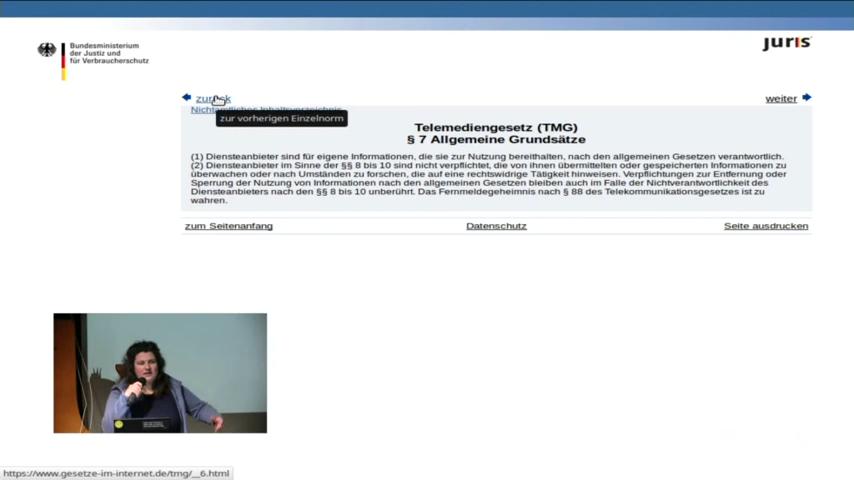 Bundesministerium
der Justiz und
für Verbraucherschutz
juris
zurück
weiter
Nichtamtliches Inhaltsverzeichnis
zur vorherigen Einzelnorm
Telemediengesetz (TMG)
§ 7 Allgemeine Grundsätze
(1) Diensteanbieter sind für eigene Informationen, die sie zur Nutzung bereithalten, nach den allgemeinen Gesetzen verantwortlich.
(2) Diensteanbieter im Sinne der §§ 8 bis 10 sind nicht verpflichtet, die von ihnen übermittelten oder gespeicherten Informationen zu
überwachen oder nach Umständen zu forschen, die auf eine rechtswidrige Tätigkeit hinweisen. Verpflichtungen zur Entfernung oder
Sperrung der Nutzung von Informationen nach den allgemeinen Gesetzen bleiben auch im Falle der Nichtverantwortlichkeit des
Diensteanbieters nach den §§ 8 bis 10 unberührt. Das Fernmeldegeheimnis nach § 88 des Telekommunikationsgesetzes ist zu
wahren.
zum Seitenanfang
Datenschutz
Seite ausdrucken
https://www.gesetze-im-internet.de/tmg/__6.html